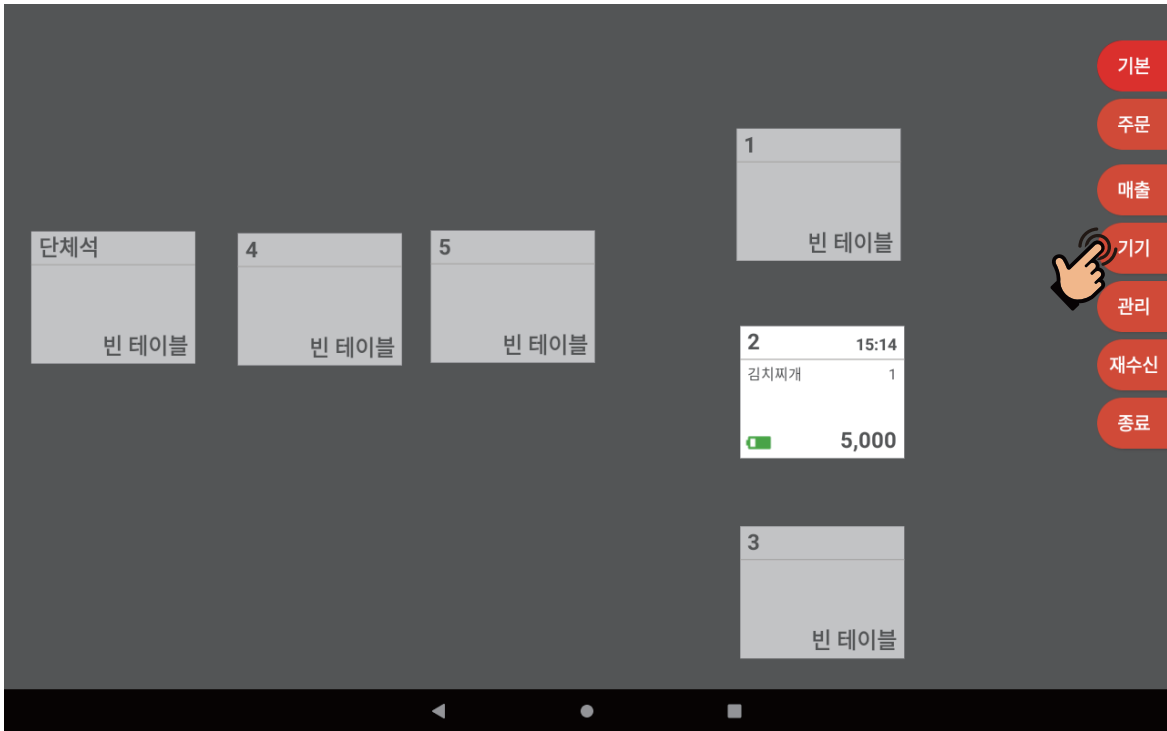 단체석
빈 테이블
4
빈 테이블
5
빈 테이블
1
빈 테이블
2 15:14
김치찌개 1
5,000
3
빈 테이블
기본
주문
매출
기기
관리
재수신
종료